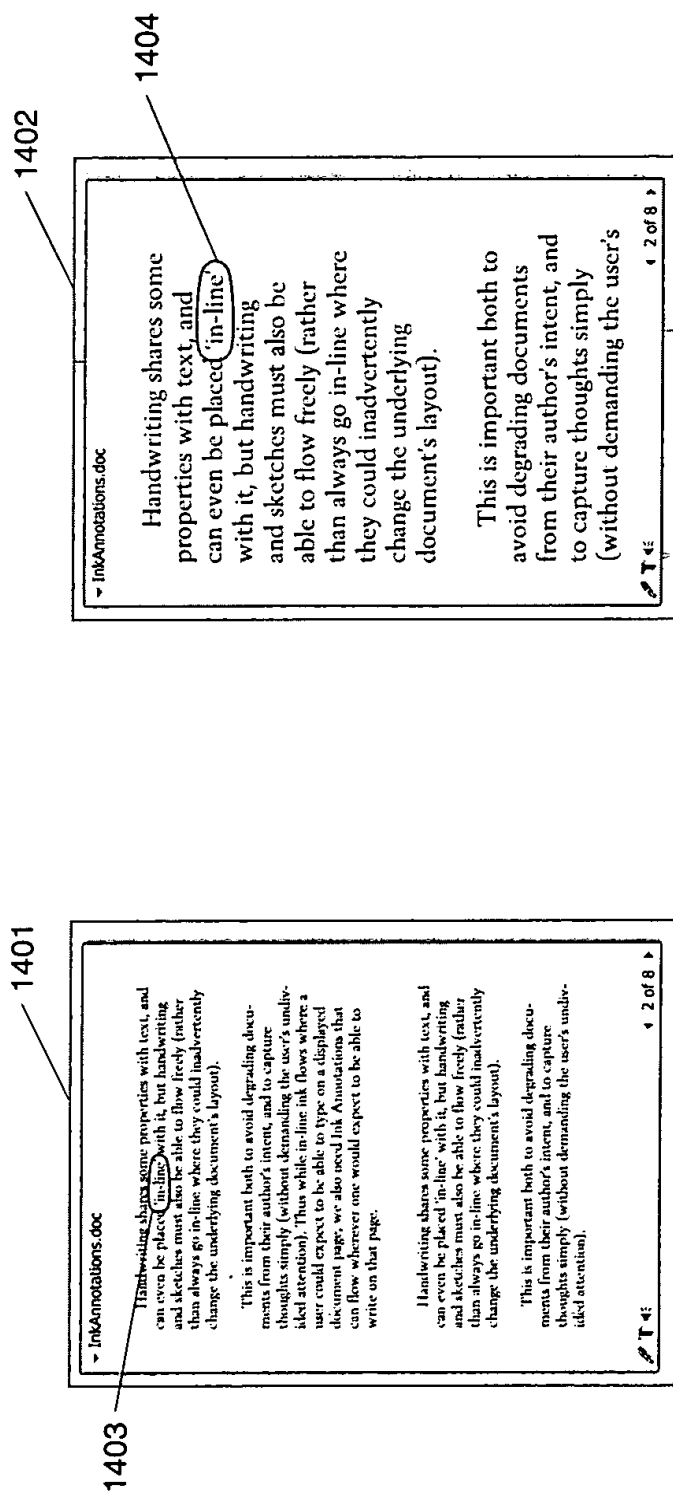 1401
InkAnnotations.doc
Handwriting shares some properties with text, and
can even be placed 'in-line' with it, but handwriting
and sketches must also be able to flow freely (rather
than always go in-line where they could inadvertently
change the underlying document's layout).
This is important both to avoid degrading docu-
ments from their author's intent, and to capture
thoughts simply (without demanding the user's undiv-
ided attention). Thus while in-line ink flows where a
user could expect to be able to type on a displayed
document page, we also need Ink Annotations that
can flow wherever one would expect to be able to
write on that page.
Handwriting shares some properties with text, and
can even be placed 'in-line' with it, but handwriting
and sketches must also be able to flow freely (rather
than always go in-line where they could inadvertently
change the underlying document's layout).
This is important both to avoid degrading docu-
ments from their author's intent, and to capture
thoughts simply (without demanding the user's undiv-
ided attention).
T
2 of 8
1403
1402
InkAnnotations.doc
Handwriting shares some
properties with text, and
can even be placed 'in-line'
with it, but handwriting
and sketches must also be
able to flow freely (rather
than always go in-line where
they could inadvertently
change the underlying
document's layout).
This is important both to
avoid degrading documents
from their author's intent, and
to capture thoughts simply
(without demanding the user's
T
2 of 8
1404